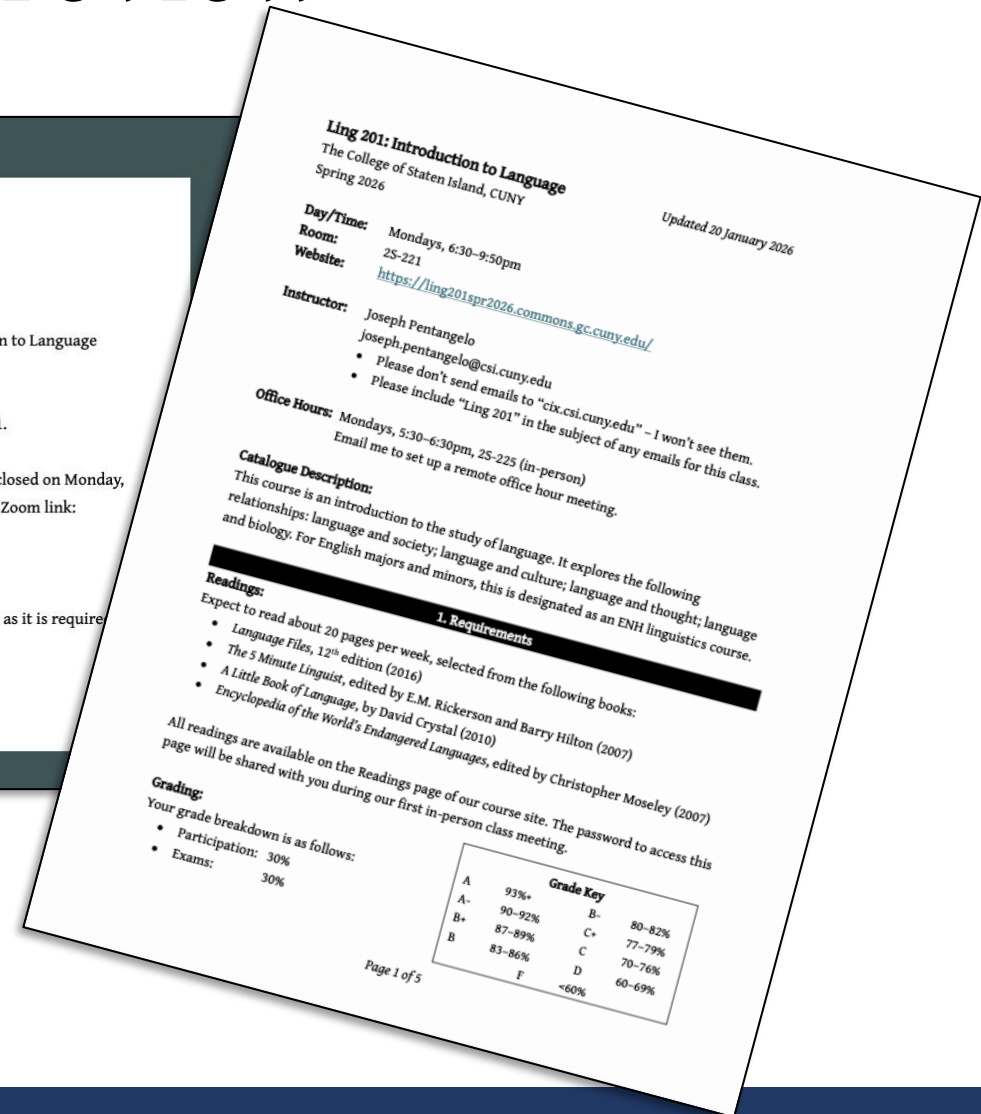 n to Language
.
closed on Monday,
Zoom link:
as it is require
Ling 201: Introduction to Language
The College of Staten Island, CUNY
Spring 2026
Updated 20 January 2026
Day/Time: Mondays, 6:30–9:50pm
Room: 2S-221
Website: https://ling201spr2026.commons.gc.cuny.edu/
Instructor: Joseph Pentangelo
joseph.pentangelo@csi.cuny.edu
• Please don't send emails to “cix.csi.cuny.edu” – I won't see them.
• Please include “Ling 201” in the subject of any emails for this class.
Office Hours: Mondays, 5:30–6:30pm, 2S-225 (in-person)
Email me to set up a remote office hour meeting.
Catalogue Description:
This course is an introduction to the study of language. It explores the following
relationships: language and society; language and culture; language and thought; language
and biology. For English majors and minors, this is designated as an ENH linguistics course.
1. Requirements
Readings:
Expect to read about 20 pages per week, selected from the following books:
• Language Files, 12th edition (2016)
• The 5 Minute Linguist, edited by E.M. Rickerson and Barry Hilton (2007)
• A Little Book of Language, by David Crystal (2010)
• Encyclopedia of the World's Endangered Languages, edited by Christopher Moseley (2007)
All readings are available on the Readings page of our course site. The password to access this
page will be shared with you during our first in-person class meeting.
Grading:
Your grade breakdown is as follows:
• Participation: 30%
• Exams: 30%
Grade Key
A 93%+ B- 80–82%
A- 90–92% C+ 77–79%
B+ 87–89% C 70–76%
B 83–86% D 60–69%
F <60%
Page 1 of 5